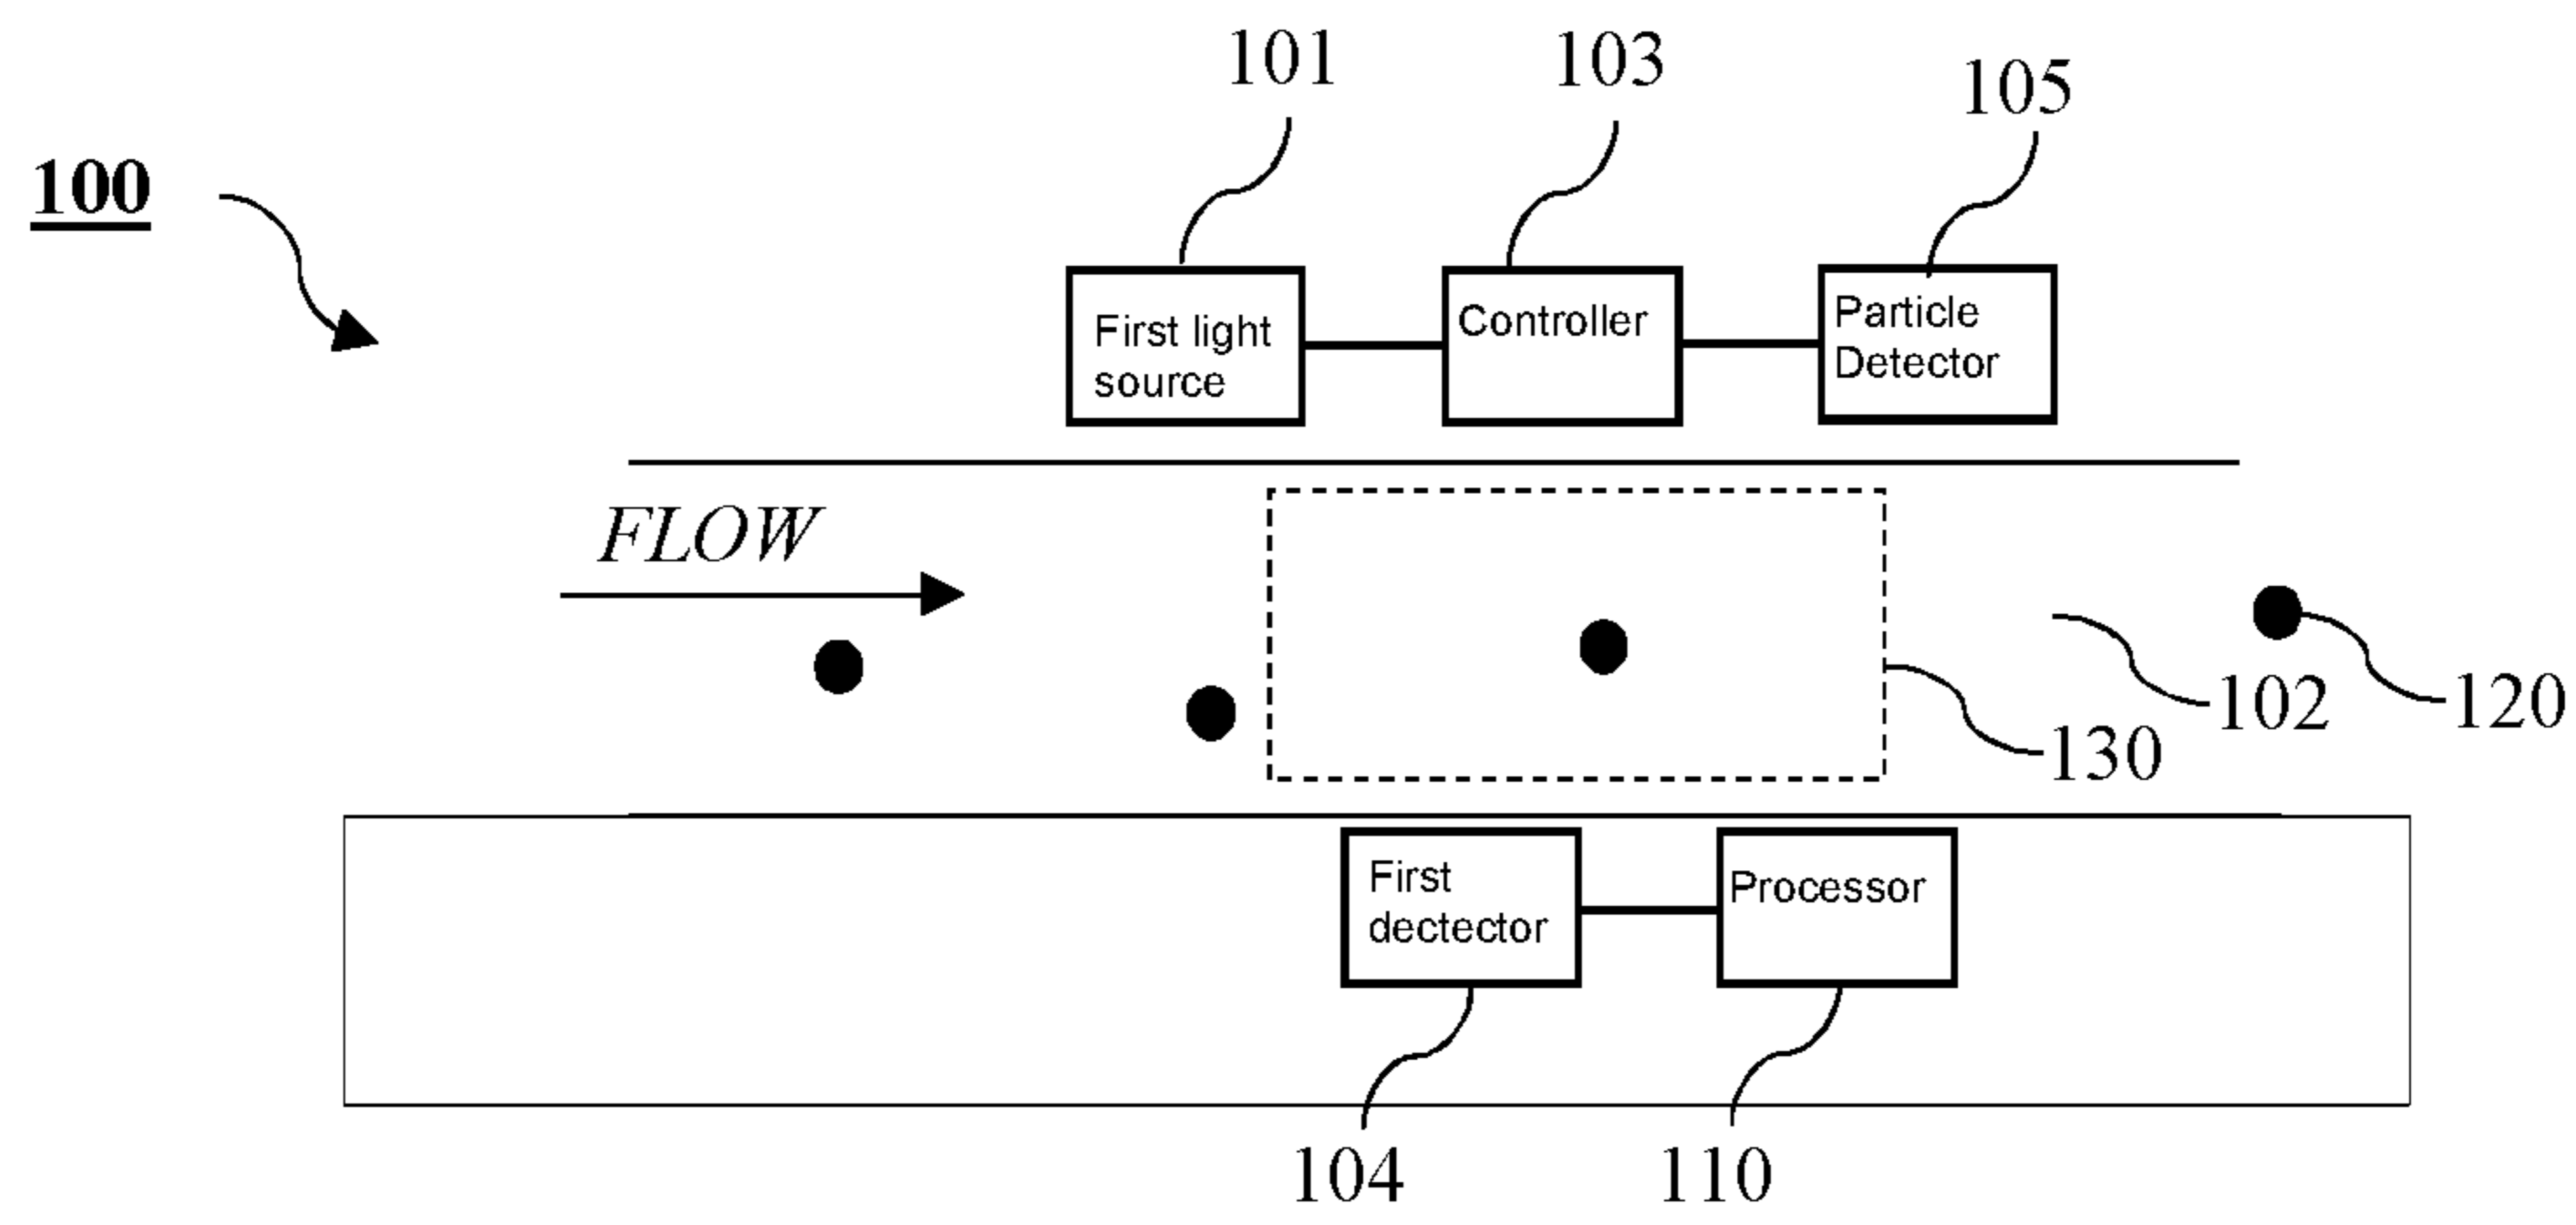 101
103
105
100
First light
source
Controller
Particle
Detector
FLOW
102
120
130
First
dectector
Processor
104
110